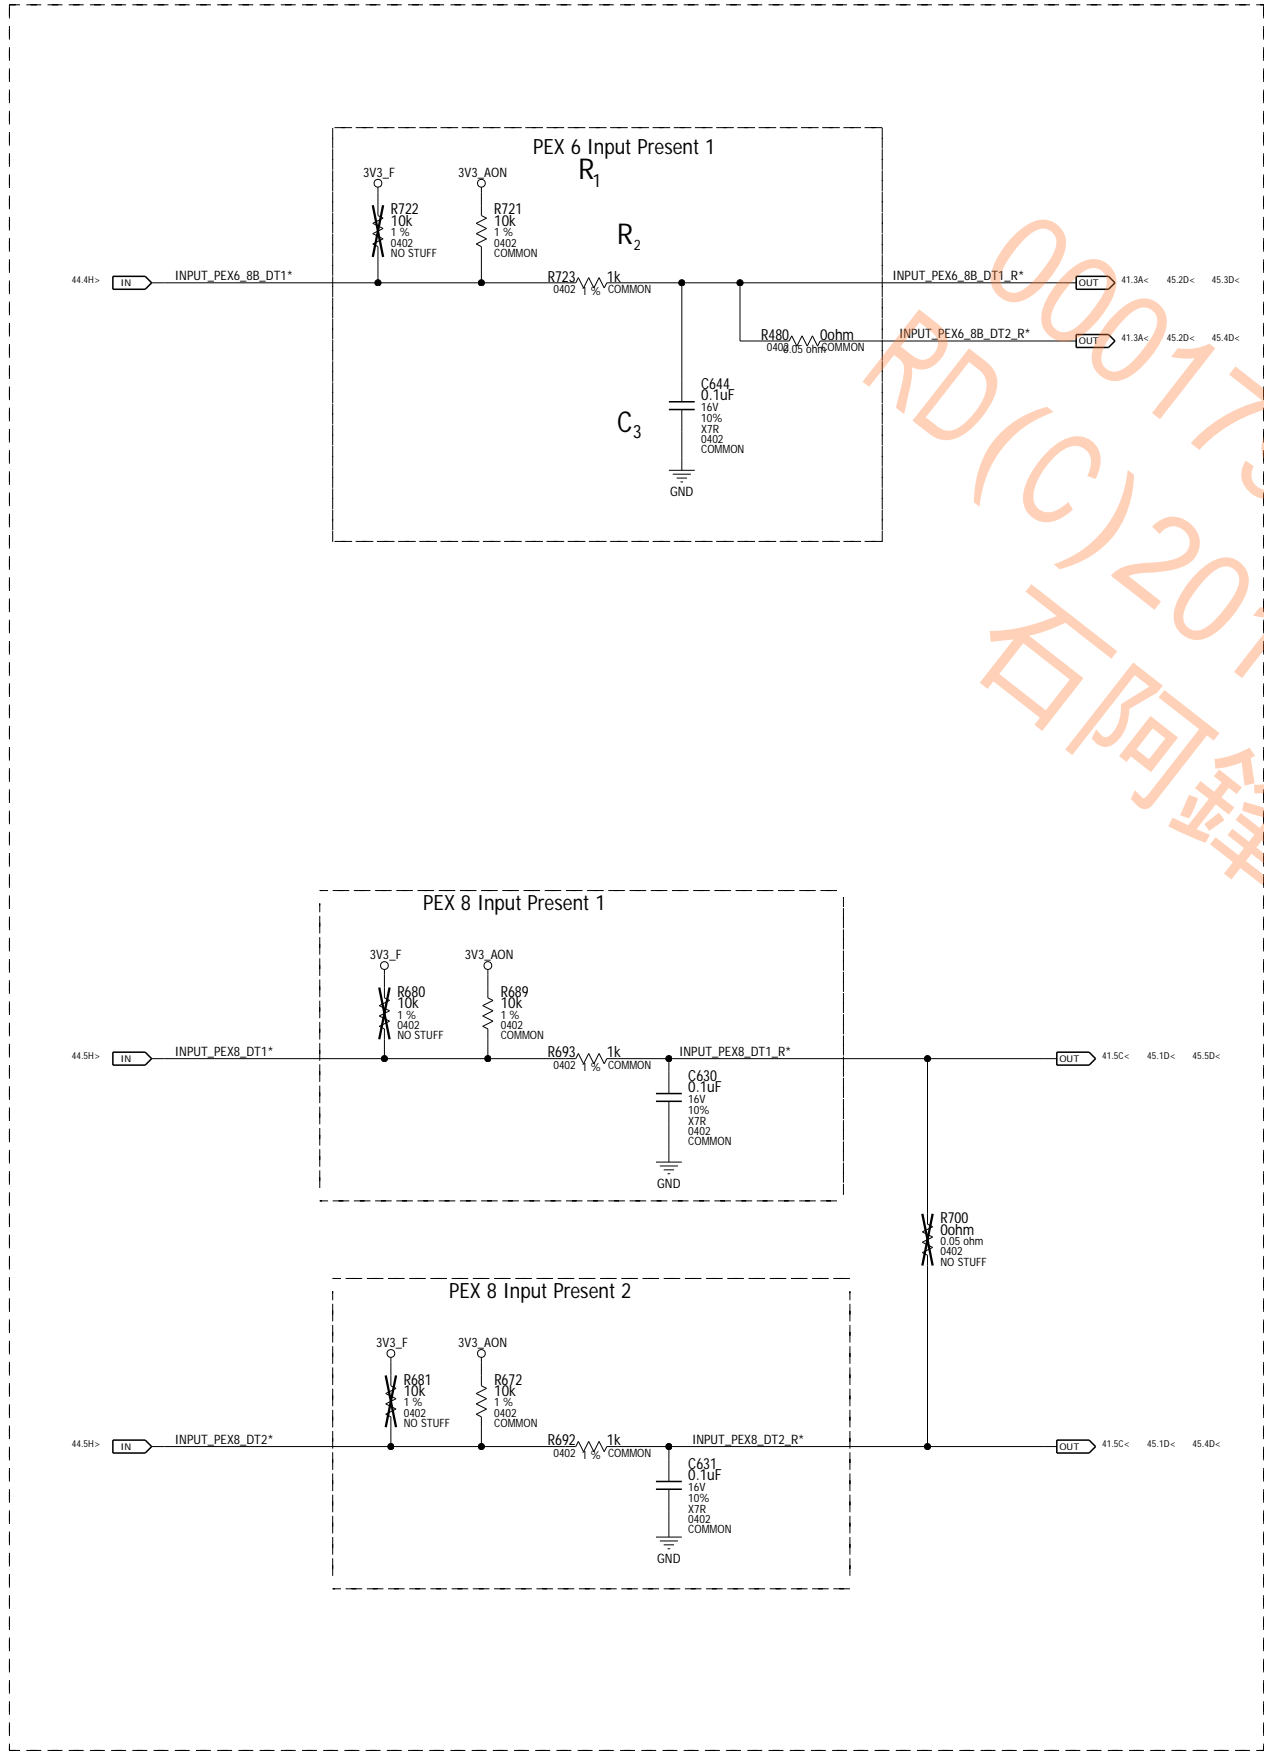 PEX 6 Input Present 1
R1
3V3_F
3V3_AON
R722
10k
1 %
0402
NO STUFF
R721
10k
1 %
0402
COMMON
R2
44.4H>
IN
INPUT_PEX6_8B_DT1*
R723
1k
0402 1 % COMMON
INPUT_PEX6_8B_DT1_R*
OUT
41.3A< 45.2D< 45.3D<
R480
0ohm
0402 0.05 ohm COMMON
INPUT_PEX6_8B_DT2_R*
OUT
41.3A< 45.2D< 45.4D<
C3
C644
0.1uF
16V
10%
X7R
0402
COMMON
GND
00017
RD(C)201
石阿鋒
PEX 8 Input Present 1
3V3_F
3V3_AON
R680
10k
1 %
0402
NO STUFF
R689
10k
1 %
0402
COMMON
44.5H>
IN
INPUT_PEX8_DT1*
R693
1k
0402 1 % COMMON
INPUT_PEX8_DT1_R*
OUT
41.5C< 45.1D< 45.5D<
C630
0.1uF
16V
10%
X7R
0402
COMMON
GND
R700
0ohm
0.05 ohm
0402
NO STUFF
PEX 8 Input Present 2
3V3_F
3V3_AON
R681
10k
1 %
0402
NO STUFF
R672
10k
1 %
0402
COMMON
44.5H>
IN
INPUT_PEX8_DT2*
R692
1k
0402 1 % COMMON
INPUT_PEX8_DT2_R*
OUT
41.5C< 45.1D< 45.4D<
C631
0.1uF
16V
10%
X7R
0402
COMMON
GND